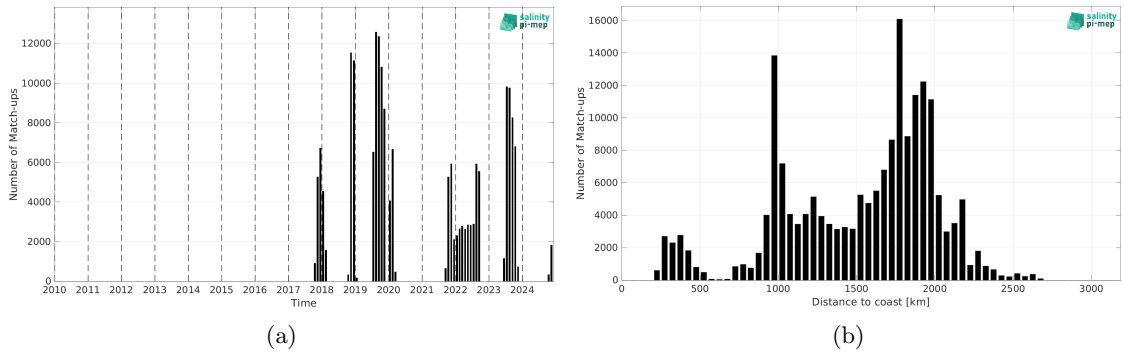 salinity
pi-mep
12000
10000
8000
6000
4000
2000
0
Number of Match-ups
2010 2011 2012 2013 2014 2015 2016 2017 2018 2019 2020 2021 2022 2023 2024
Time
(a)
salinity
pi-mep
16000
14000
12000
10000
8000
6000
4000
2000
0
Number of Match-ups
0 500 1000 1500 2000 2500 3000
Distance to coast [km]
(b)